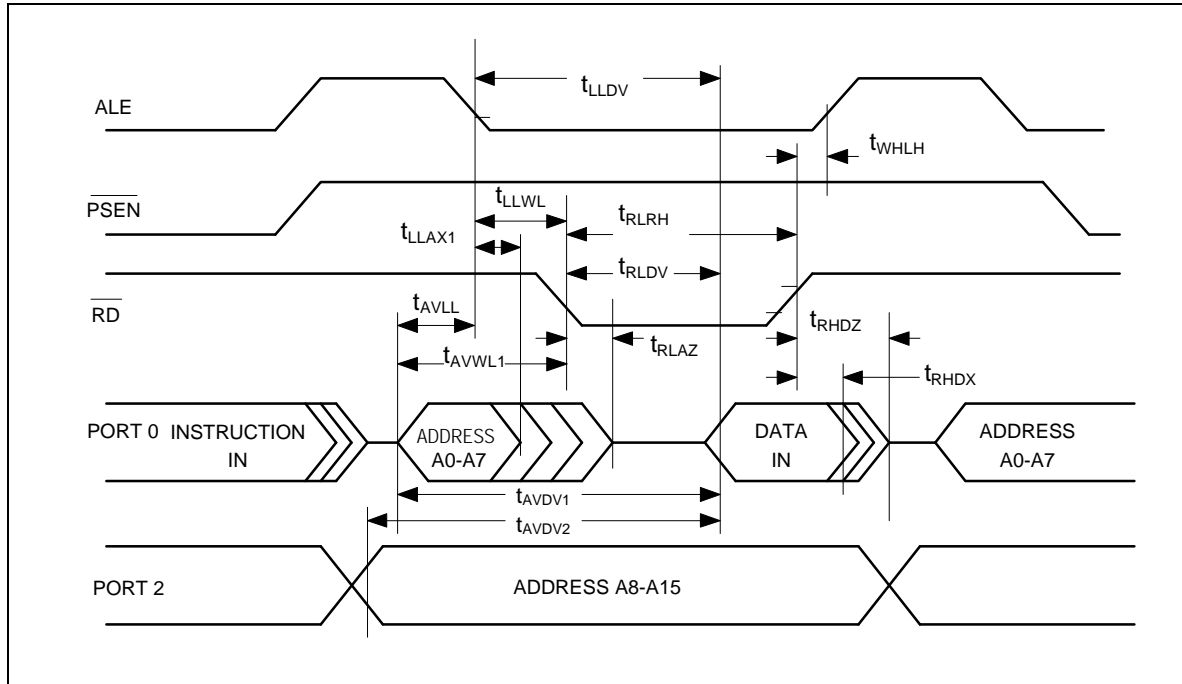 ALE
tLLDV
tWHLH
PSEN
tLLWL
tLLAX1
tRLRH
tRLDV
RD
tAVLL
tRLAZ
tRHDZ
tAVWL1
tRHDX
PORT 0
INSTRUCTION
IN
ADDRESS
A0-A7
DATA
IN
ADDRESS
A0-A7
tAVDV1
tAVDV2
PORT 2
ADDRESS A8-A15